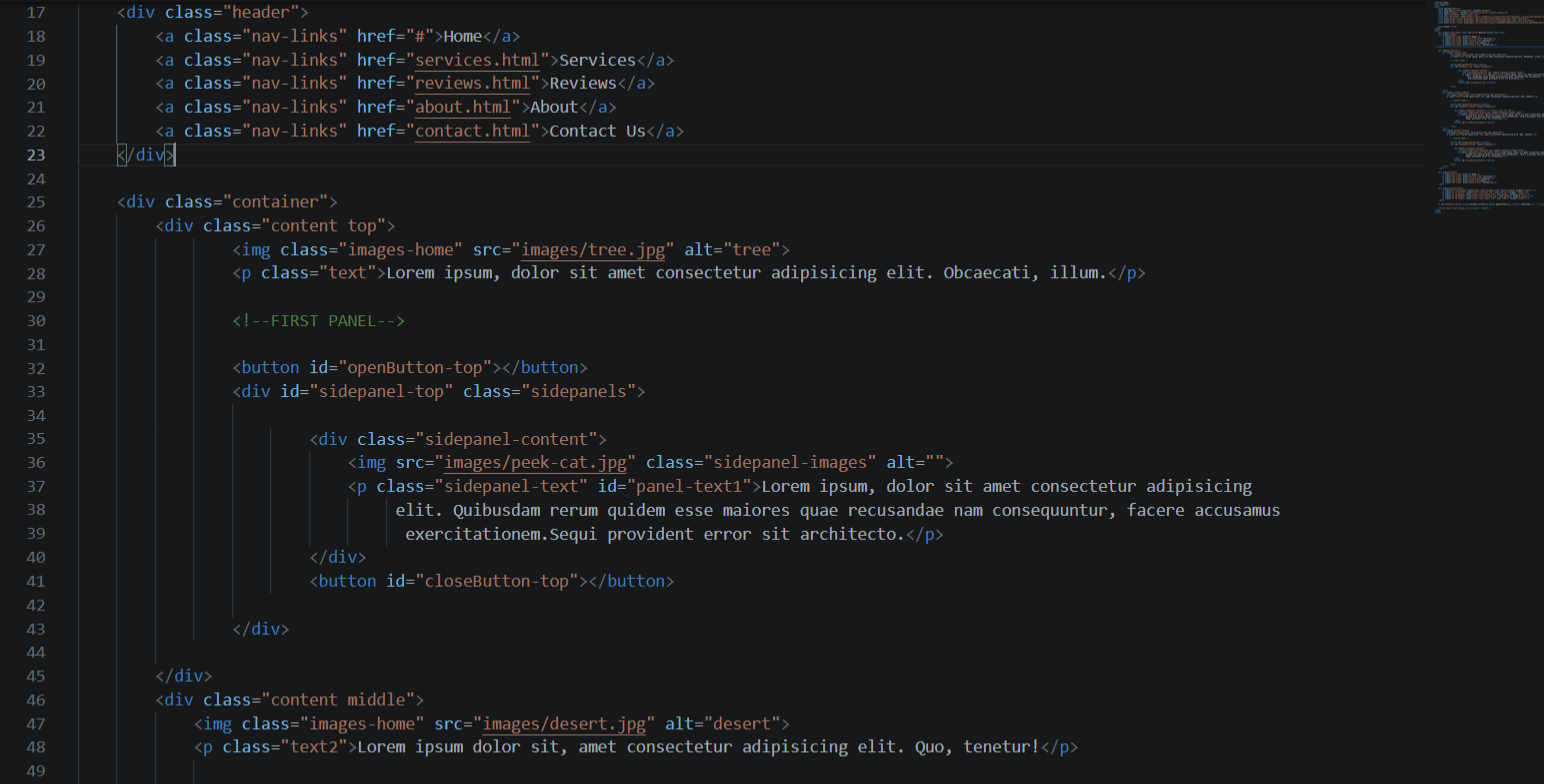 17 <div class="header">
18 <a class="nav-links" href="#">Home</a>
19 <a class="nav-links" href="services.html">Services</a>
20 <a class="nav-links" href="reviews.html">Reviews</a>
21 <a class="nav-links" href="about.html">About</a>
22 <a class="nav-links" href="contact.html">Contact Us</a>
23 </div>
24
25 <div class="container">
26 <div class="content top">
27 <img class="images-home" src="images/tree.jpg" alt="tree">
28 <p class="text">Lorem ipsum, dolor sit amet consectetur adipisicing elit. Obcaecati, illum.</p>
29
30 <!--FIRST PANEL-->
31
32 <button id="openButton-top"></button>
33 <div id="sidepanel-top" class="sidepanels">
34
35 <div class="sidepanel-content">
36 <img src="images/peek-cat.jpg" class="sidepanel-images" alt="">
37 <p class="sidepanel-text" id="panel-text1">Lorem ipsum, dolor sit amet consectetur adipisicing
38 elit. Quibusdam rerum quidem esse maiores quae recusandae nam consequuntur, facere accusamus
39 exercitationem.Sequi provident error sit architecto.</p>
40 </div>
41 <button id="closeButton-top"></button>
42
43 </div>
44
45 </div>
46 <div class="content middle">
47 <img class="images-home" src="images/desert.jpg" alt="desert">
48 <p class="text2">Lorem ipsum dolor sit, amet consectetur adipisicing elit. Quo, tenetur!</p>
49